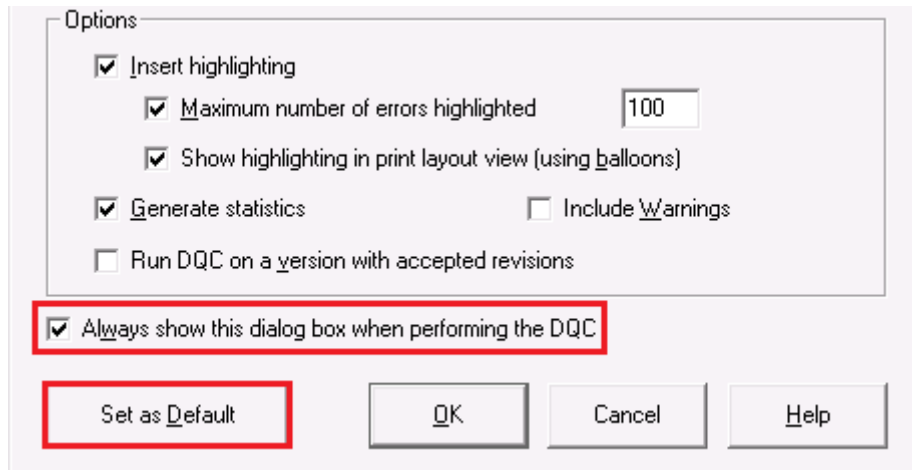 Options
Insert highlighting
Maximum number of errors highlighted 100
Show highlighting in print layout view (using balloons)
Generate statistics Include Warnings
Run DQC on a version with accepted revisions
Always show this dialog box when performing the DQC
Set as Default OK Cancel Help